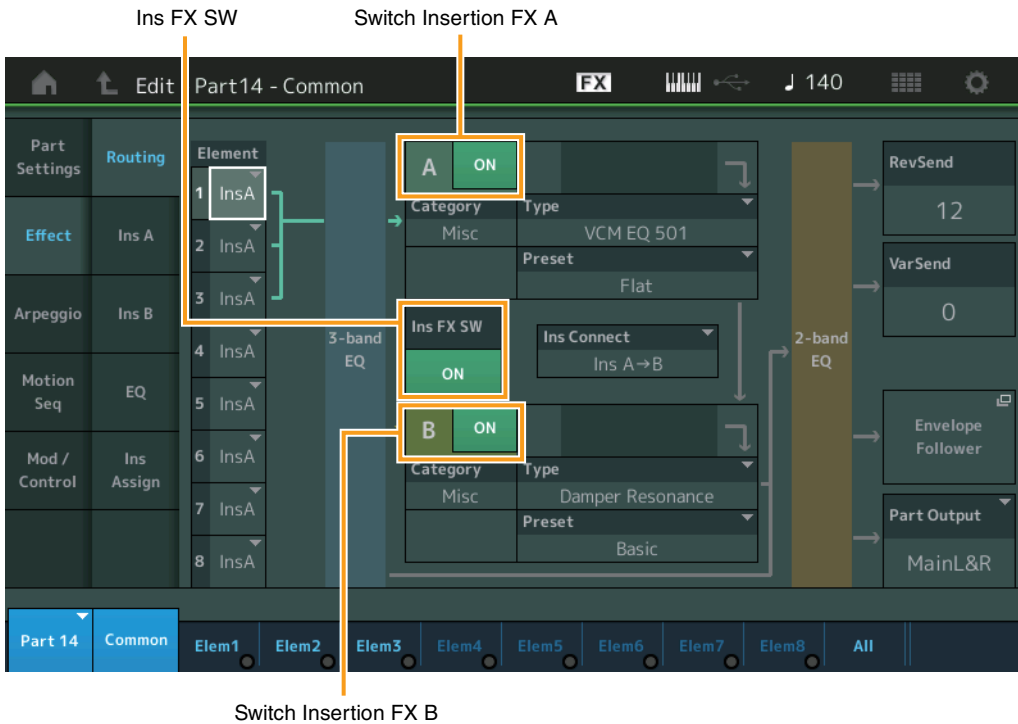 Ins FX SW
Switch Insertion FX A
Edit
Part14 - Common
FX
140
Part Settings
Effect
Arpeggio
Motion Seq
Mod / Control
Routing
Ins A
Ins B
EQ
Ins Assign
Element
1 InsA
2 InsA
3 InsA
4 InsA
5 InsA
6 InsA
7 InsA
8 InsA
3-band EQ
A ON
Category
Misc
Type
VCM EQ 501
Preset
Flat
Ins FX SW
ON
Ins Connect
Ins A→B
B ON
Category
Misc
Type
Damper Resonance
Preset
Basic
2-band EQ
RevSend
12
VarSend
0
Envelope Follower
Part Output
MainL&R
Part 14
Common
Elem1
Elem2
Elem3
Elem4
Elem5
Elem6
Elem7
Elem8
All
Switch Insertion FX B